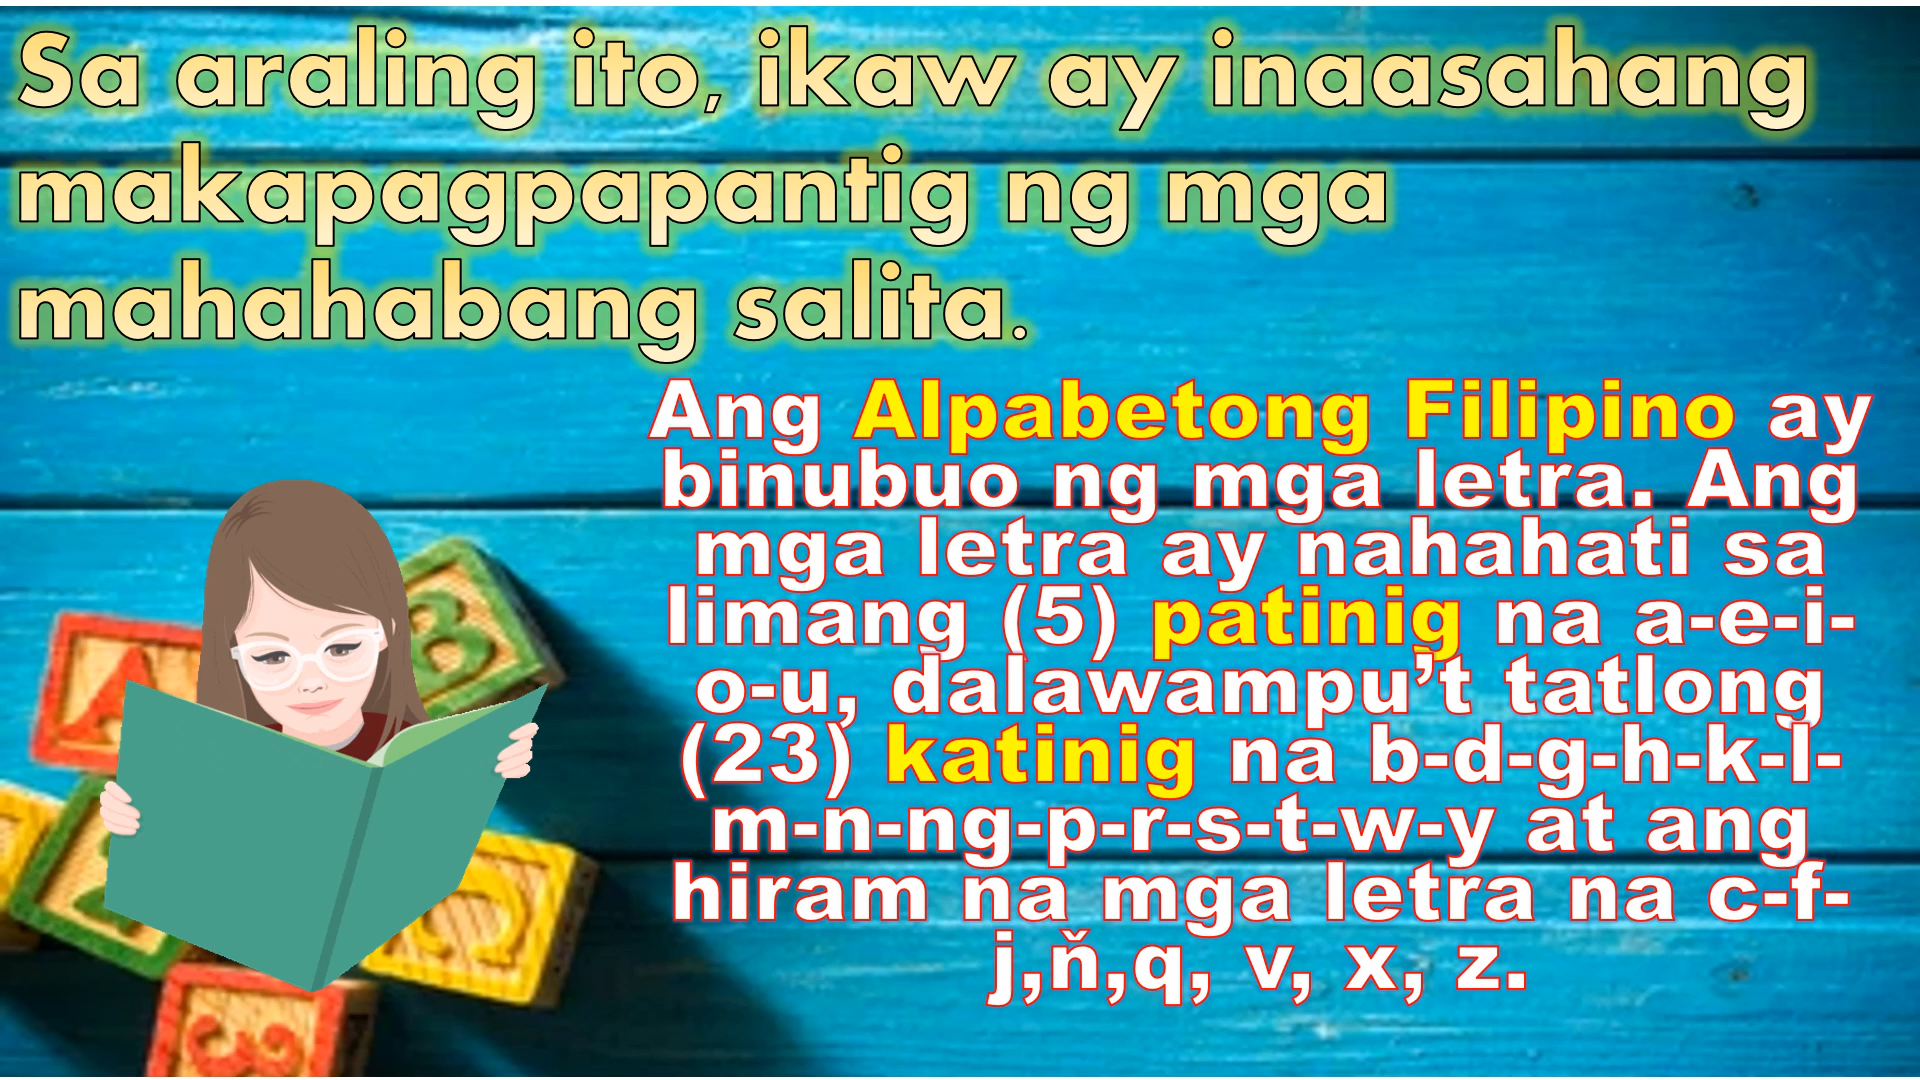 Sa araling ito, ikaw ay inaasahang
makapagpapantig ng mga
mahahabang salita.
Ang Alpabetong Filipino ay
binubuo ng mga letra. Ang
mga letra ay nahahati sa
limang (5) patinig na a-e-i-
o-u, dalawampu’t tatlong
(23) katinig na b-d-g-h-k-l-
m-n-ng-p-r-s-t-w-y at ang
hiram na mga letra na c-f-
j,ň,q, v, x, z.
A
B